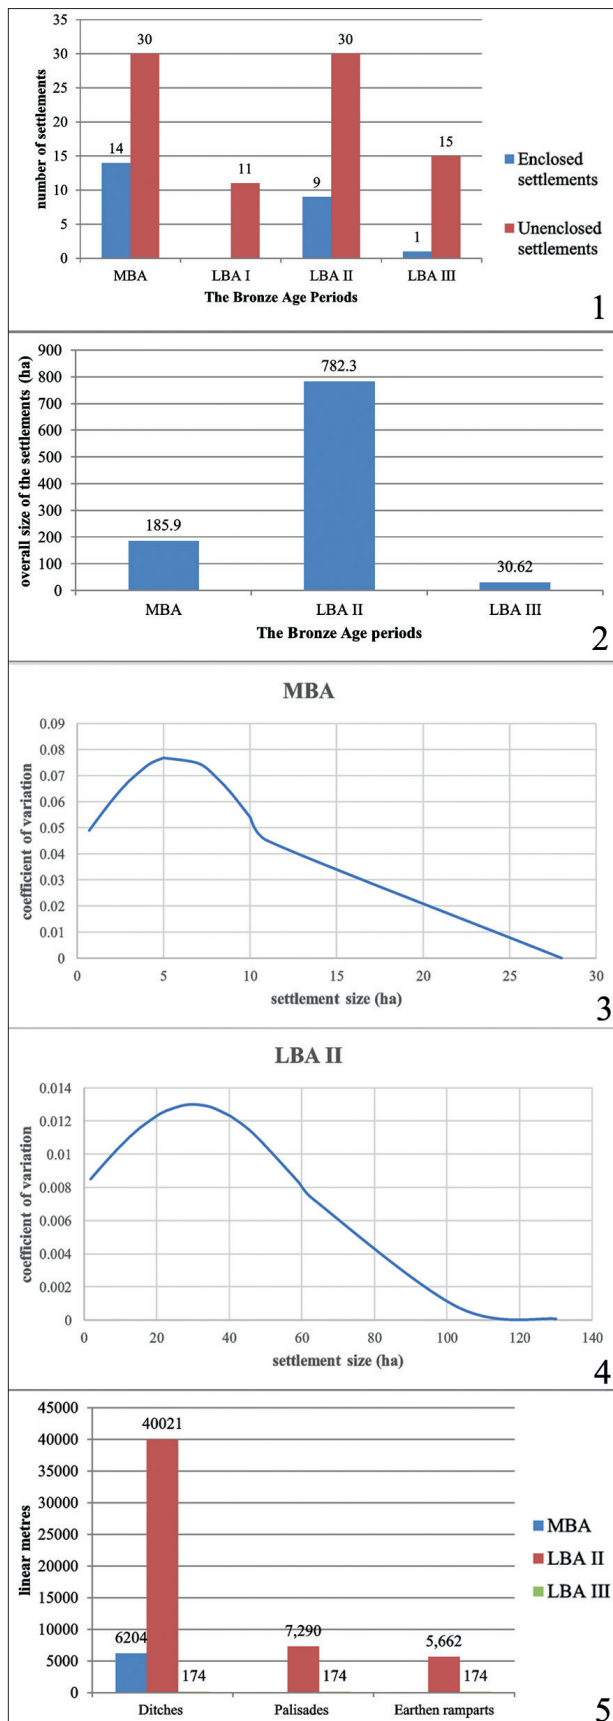 number of settlements
35
30
25
20
15
10
5
0
14
30
11
9
30
1
15
MBA
LBA I
LBA II
LBA III
The Bronze Age Periods
Enclosed
settlements
Unenclosed
settlements
1
overall size of the settlements (ha)
900
800
700
600
500
400
300
200
100
0
185.9
782.3
30.62
MBA
LBA II
LBA III
The Bronze Age periods
2
MBA
coefficient of variation
0.09
0.08
0.07
0.06
0.05
0.04
0.03
0.02
0.01
0
0
5
10
15
20
25
30
settlement size (ha)
3
LBA II
coefficient of variation
0.014
0.012
0.01
0.008
0.006
0.004
0.002
0
0
20
40
60
80
100
120
140
settlement size (ha)
4
linear metres
45000
40000
35000
30000
25000
20000
15000
10000
5000
0
6204
40021
174
7,290
174
5,662
174
Ditches
Palisades
Earthen ramparts
MBA
LBA II
LBA III
5